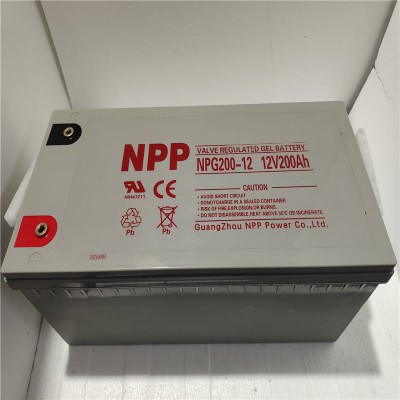 NPP
VALVE REGULATED GEL BATTERY
NPG200-12 12V200Ah
MH47211
CE
CAUTION
AVOID SHORT CIRCUIT
DO NOT CHARGE IN A SEALED CONTAINER
RISK OF FIRE,EXPLOSION,OR BURNS.
DO NOT DISASSEMBLE,HEAT ABOVE 50°C OR INCINERATE.
Pb
Pb
GuangZhou NPP Power Co.,Ltd.